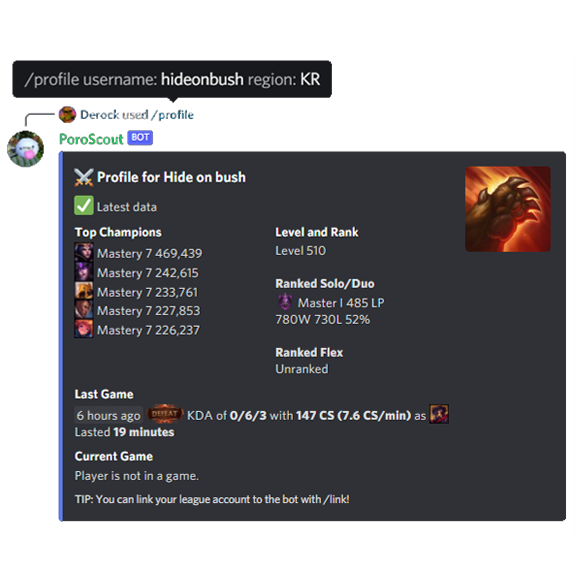 /profile username: hideonbush region: KR
Derock used /profile
PoroScout BOT
Profile for Hide on bush
Latest data
Top Champions
Mastery 7 469,439
Mastery 7 242,615
Mastery 7 233,761
Mastery 7 227,853
Mastery 7 226,237
Level and Rank
Level 510
Ranked Solo/Duo
Master I 485 LP
780W 730L 52%
Ranked Flex
Unranked
Last Game
6 hours ago DEFEAT KDA of 0/6/3 with 147 CS (7.6 CS/min) as
Lasted 19 minutes
Current Game
Player is not in a game.
TIP: You can link your league account to the bot with /link!